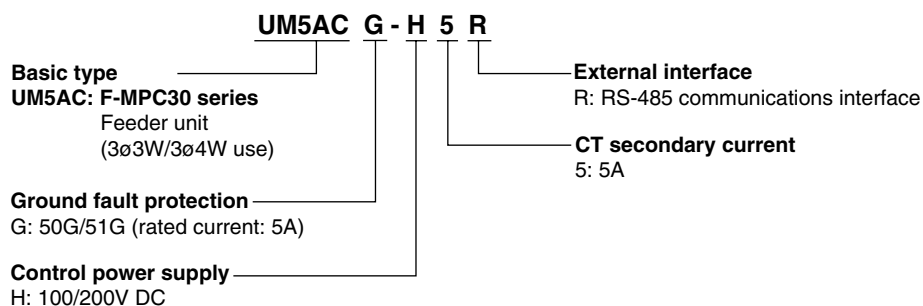 UM5AC G - H 5 R
Basic type
UM5AC: F-MPC30 series
Feeder unit
(3ø3W/3ø4W use)
Ground fault protection
G: 50G/51G (rated current: 5A)
Control power supply
H: 100/200V DC
External interface
R: RS-485 communications interface
CT secondary current
5: 5A